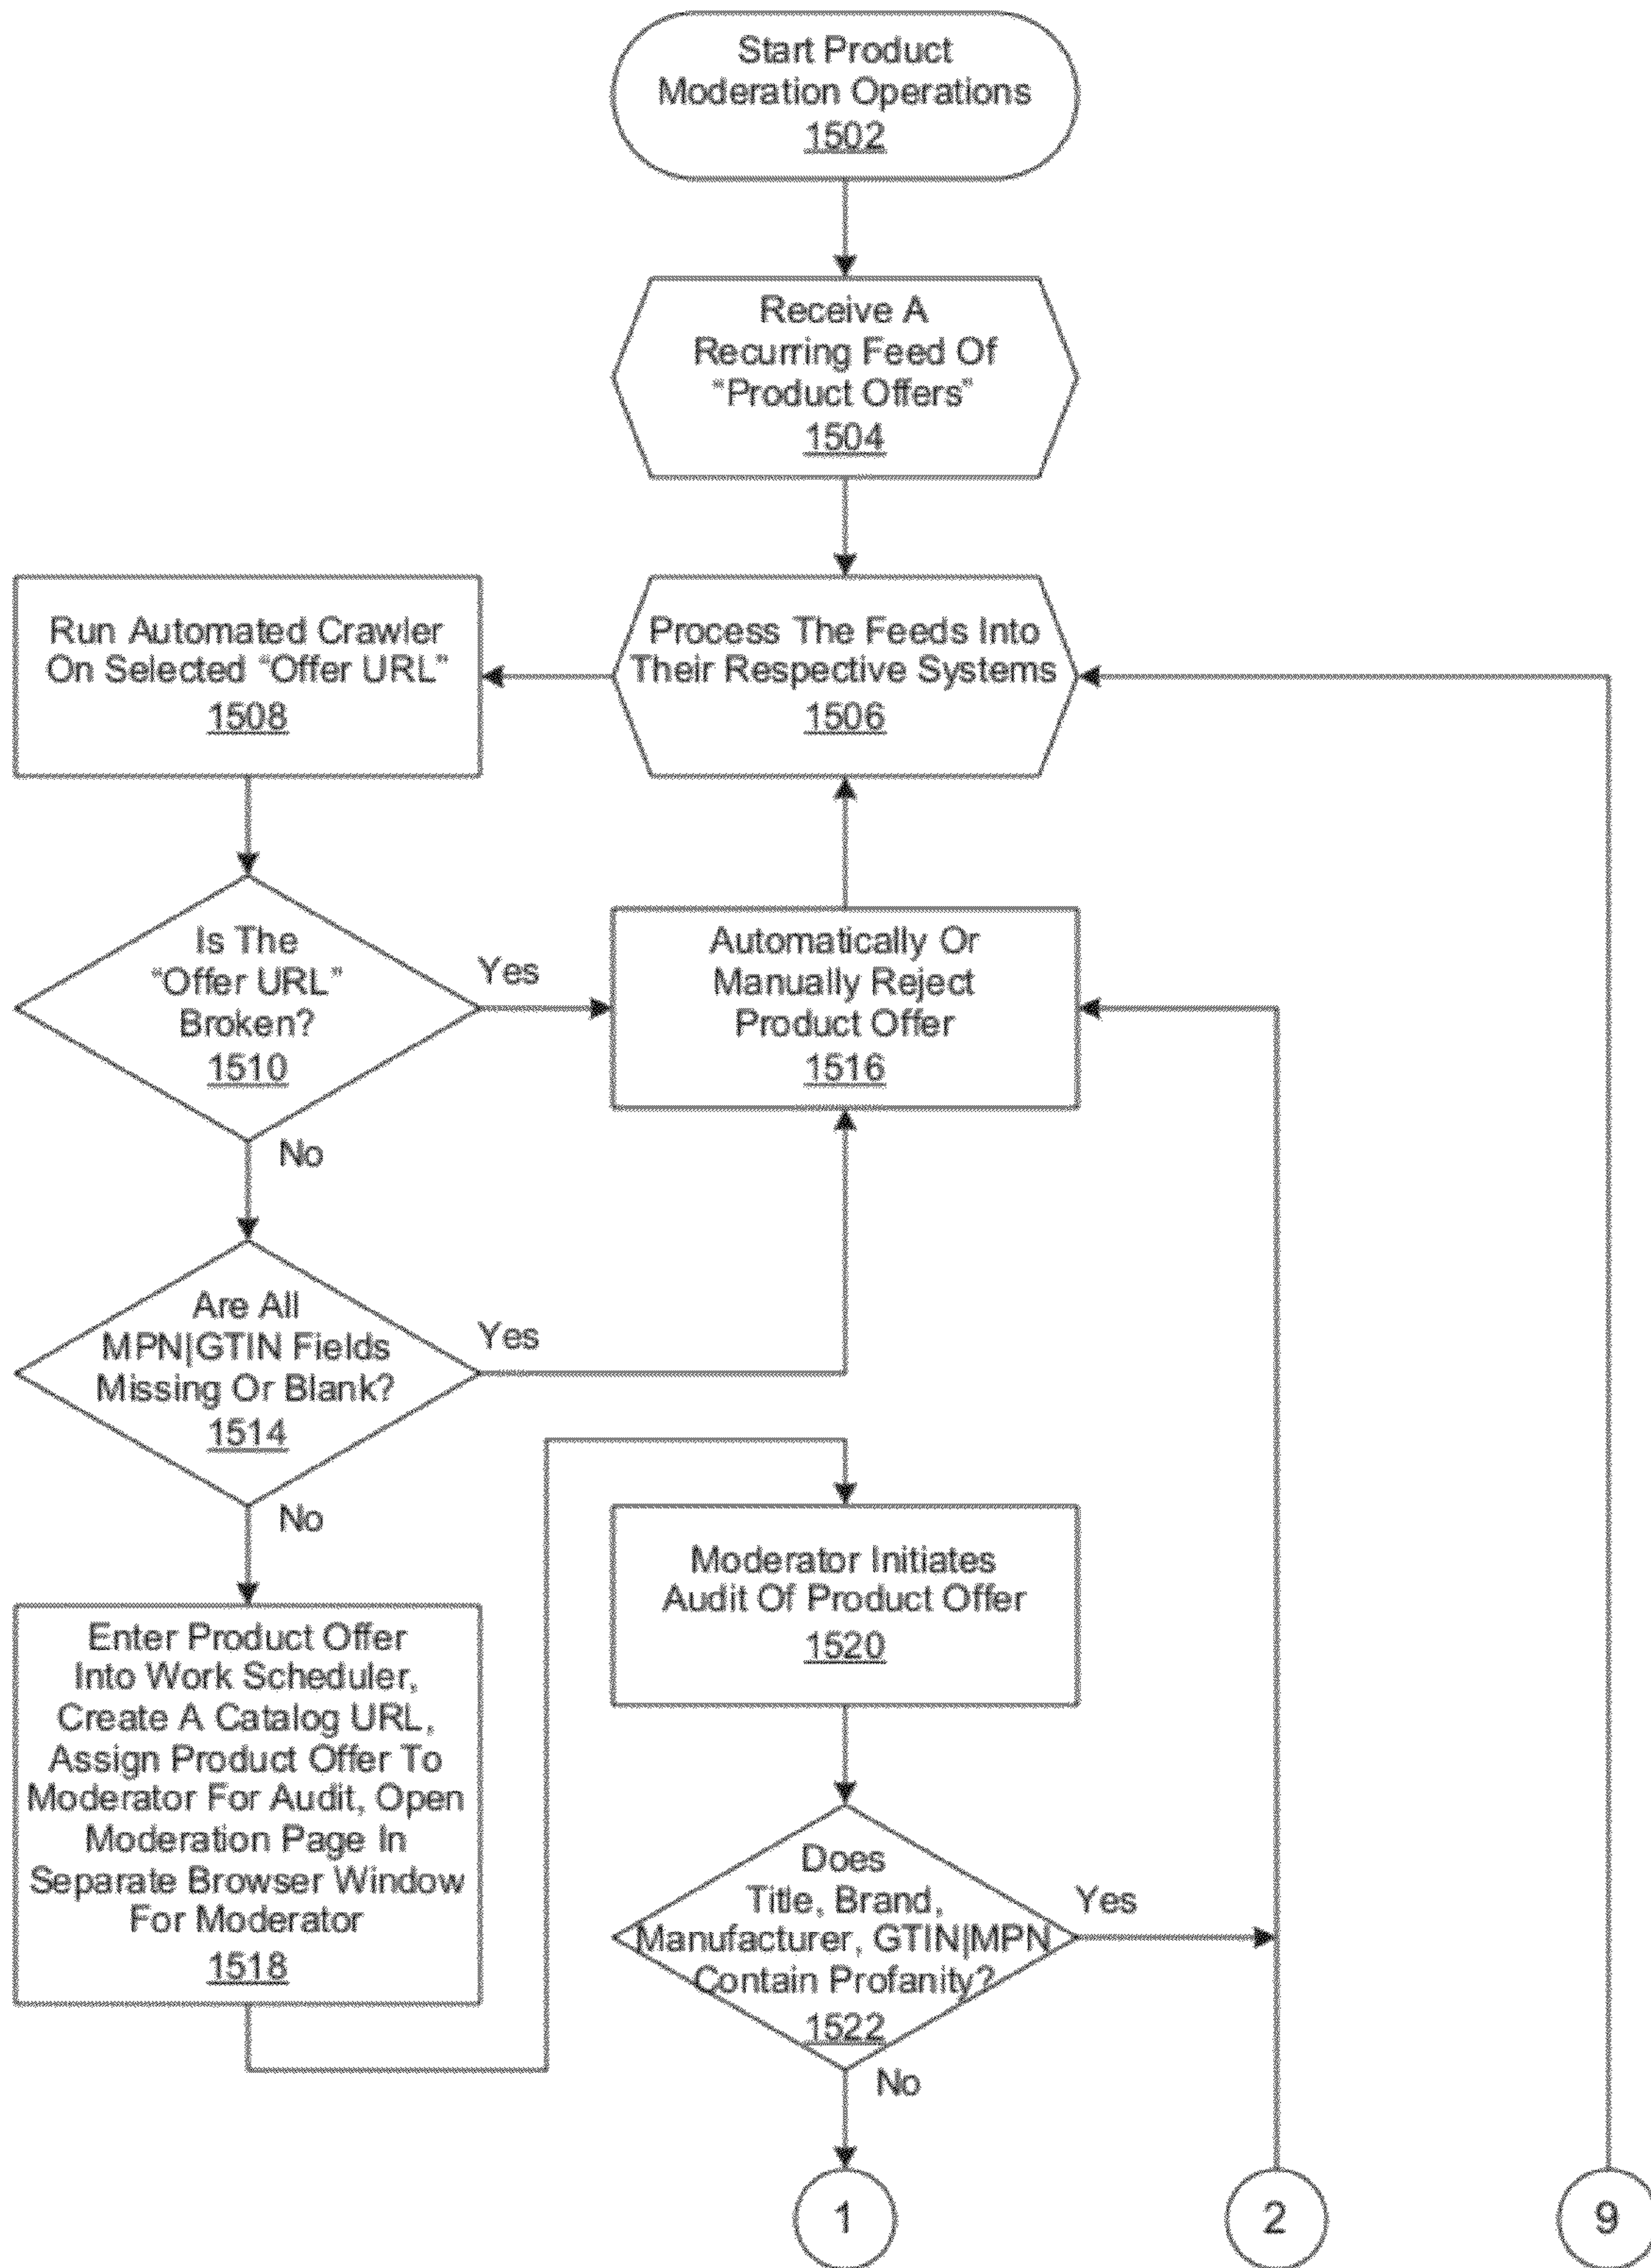 Start Product
Moderation Operations
1502
Receive A
Recurring Feed Of
“Product Offers”
1504
Process The Feeds Into
Their Respective Systems
1506
Run Automated Crawler
On Selected “Offer URL”
1508
Is The
“Offer URL”
Broken?
1510
Yes
No
Automatically Or
Manually Reject
Product Offer
1516
Are All
MPN|GTIN Fields
Missing Or Blank?
1514
Yes
No
Enter Product Offer
Into Work Scheduler,
Create A Catalog URL,
Assign Product Offer To
Moderator For Audit, Open
Moderation Page In
Separate Browser Window
For Moderator
1518
Moderator Initiates
Audit Of Product Offer
1520
Does
Title, Brand,
Manufacturer, GTIN|MPN
Contain Profanity?
1522
Yes
No
1
2
9